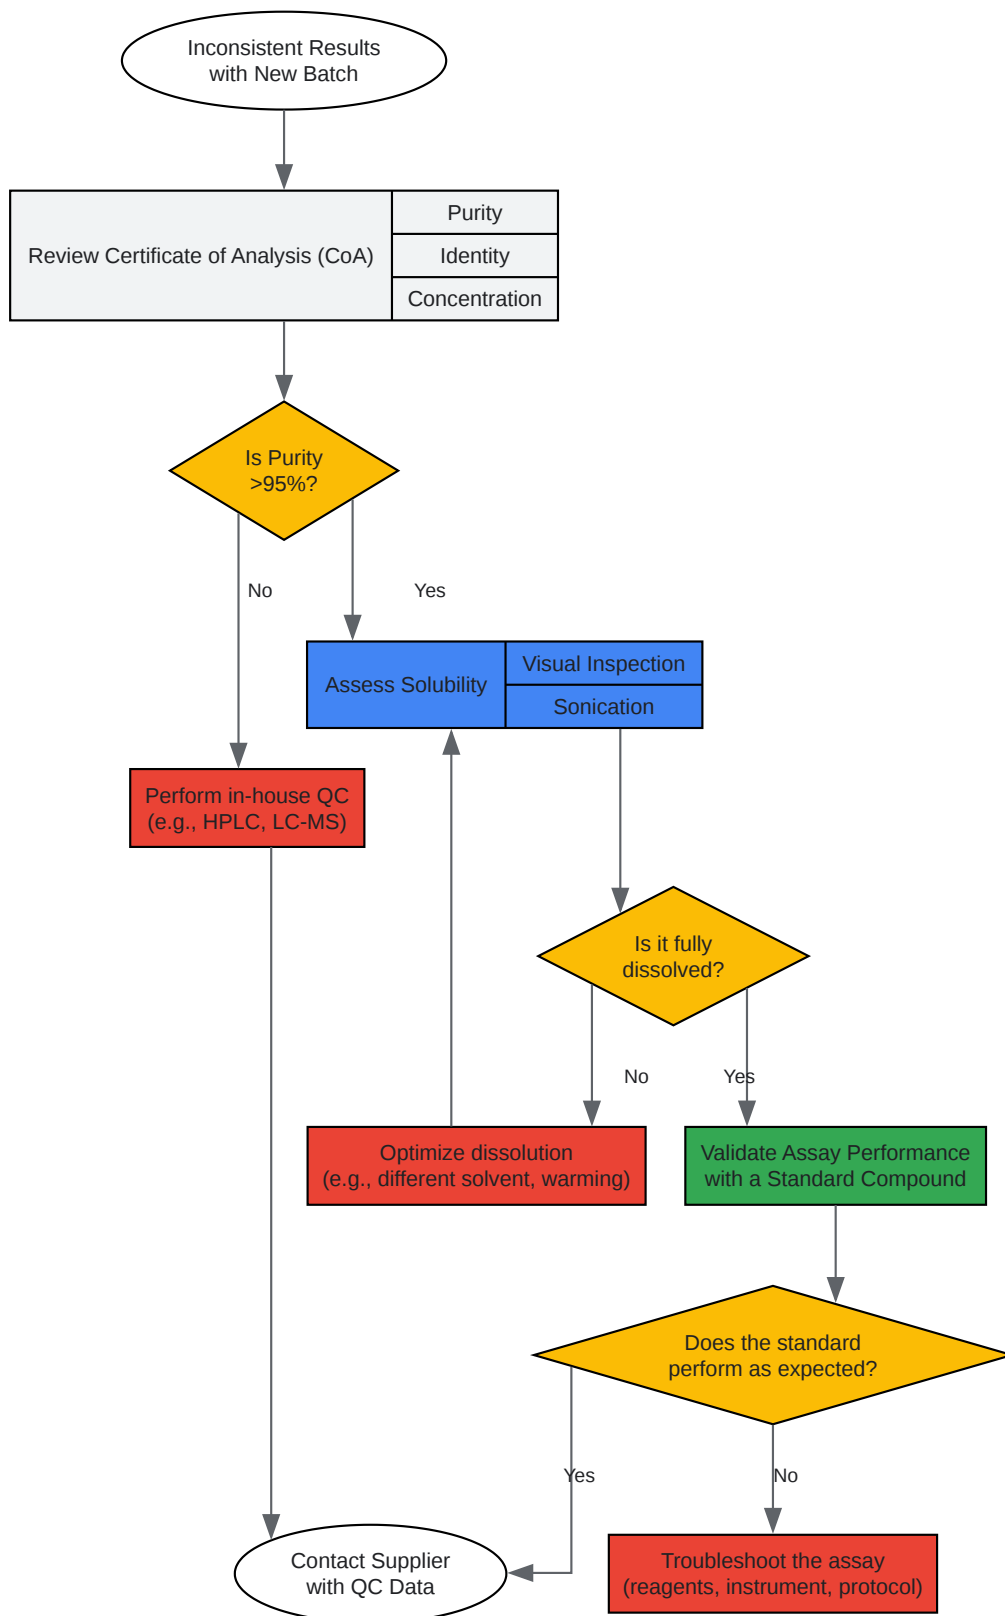 Inconsistent Results
with New Batch
Review Certificate of Analysis (CoA)
Purity
Identity
Concentration
Is Purity
>95%?
No
Yes
Assess Solubility
Visual Inspection
Sonication
Perform in-house QC
(e.g., HPLC, LC-MS)
Is it fully
dissolved?
No
Yes
Optimize dissolution
(e.g., different solvent, warming)
Validate Assay Performance
with a Standard Compound
Does the standard
perform as expected?
Yes
No
Contact Supplier
with QC Data
Troubleshoot the assay
(reagents, instrument, protocol)